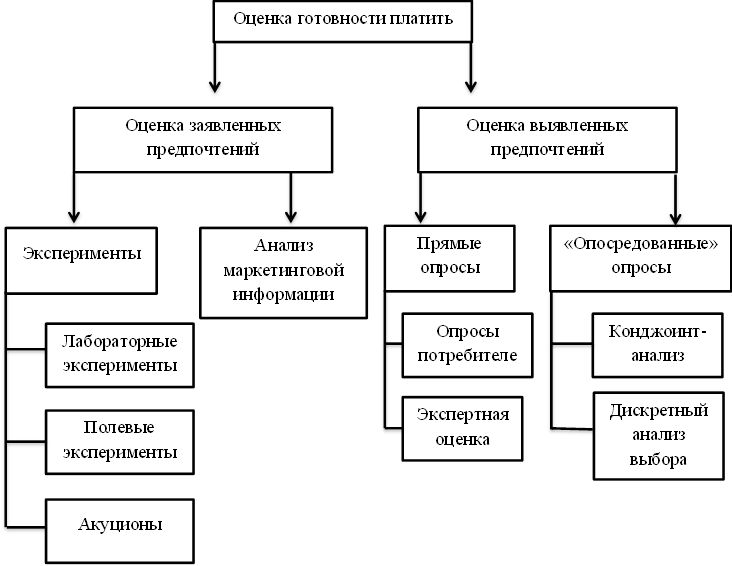 Оценка готовности платить
Оценка заявленных
предпочтений
Оценка выявленных
предпочтений
Эксперименты
Анализ
маркетинговой
информации
Прямые
опросы
«Опосредованные»
опросы
Лабораторные
эксперименты
Полевые
эксперименты
Акуционы
Опросы
потребителе
Экспертная
оценка
Конджоинт-
анализ
Дискретный
анализ
выбора